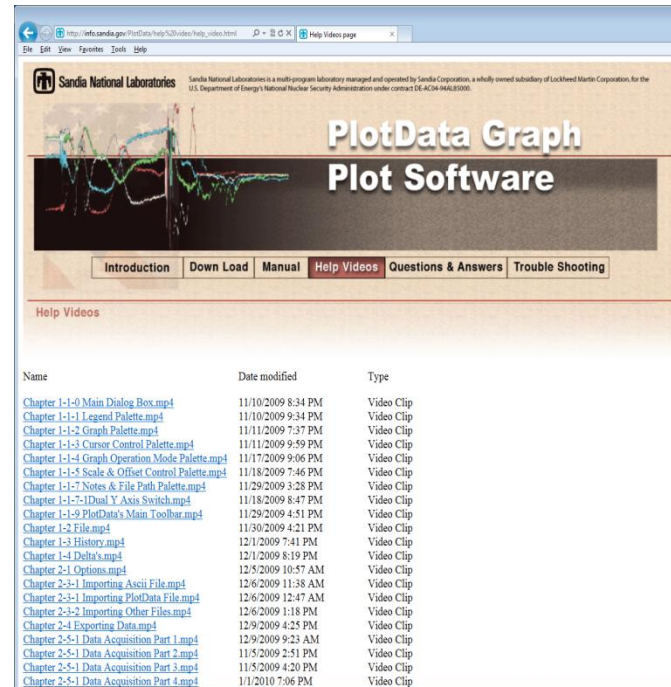 http://info.sandia.gov/PlotData/help%20video/help_video.html
Help Videos page
File Edit View Favorites Tools Help
Sandia National Laboratories
Sandia National Laboratories is a multi-program laboratory managed and operated by Sandia Corporation, a wholly owned subsidiary of Lockheed Martin Corporation, for the
U.S. Department of Energy's National Nuclear Security Administration under contract DE-AC04-94AL85000.
PlotData Graph
Plot Software
Introduction Down Load Manual Help Videos Questions & Answers Trouble Shooting
Help Videos
Name Date modified Type
Chapter 1-1-0 Main Dialog Box.mp4 11/10/2009 8:34 PM Video Clip
Chapter 1-1-1 Legend Palette.mp4 11/10/2009 9:34 PM Video Clip
Chapter 1-1-2 Graph Palette.mp4 11/11/2009 7:37 PM Video Clip
Chapter 1-1-3 Cursor Control Palette.mp4 11/11/2009 9:59 PM Video Clip
Chapter 1-1-4 Graph Operation Mode Palette.mp4 11/17/2009 9:06 PM Video Clip
Chapter 1-1-5 Scale & Offset Control Palette.mp4 11/18/2009 7:46 PM Video Clip
Chapter 1-1-7 Notes & File Path Palette.mp4 11/29/2009 3:28 PM Video Clip
Chapter 1-1-7-1Dual Y Axis Switch.mp4 11/18/2009 8:47 PM Video Clip
Chapter 1-1-9 PlotData's Main Toolbar.mp4 11/29/2009 4:51 PM Video Clip
Chapter 1-2 File.mp4 11/30/2009 4:21 PM Video Clip
Chapter 1-3 History.mp4 12/1/2009 7:41 PM Video Clip
Chapter 1-4 Delta's.mp4 12/1/2009 8:19 PM Video Clip
Chapter 2-1 Options.mp4 12/5/2009 10:57 AM Video Clip
Chapter 2-3-1 Importing Ascii File.mp4 12/6/2009 11:38 AM Video Clip
Chapter 2-3-1 Importing PlotData File.mp4 12/6/2009 12:47 AM Video Clip
Chapter 2-3-2 Importing Other Files.mp4 12/6/2009 1:18 PM Video Clip
Chapter 2-4 Exporting Data.mp4 12/9/2009 4:25 PM Video Clip
Chapter 2-5-1 Data Acquisition Part 1.mp4 12/9/2009 9:23 AM Video Clip
Chapter 2-5-1 Data Acquisition Part 2.mp4 11/5/2009 2:51 PM Video Clip
Chapter 2-5-1 Data Acquisition Part 3.mp4 11/5/2009 4:20 PM Video Clip
Chapter 2-5-1 Data Acquisition Part 4.mp4 1/1/2010 7:06 PM Video Clip